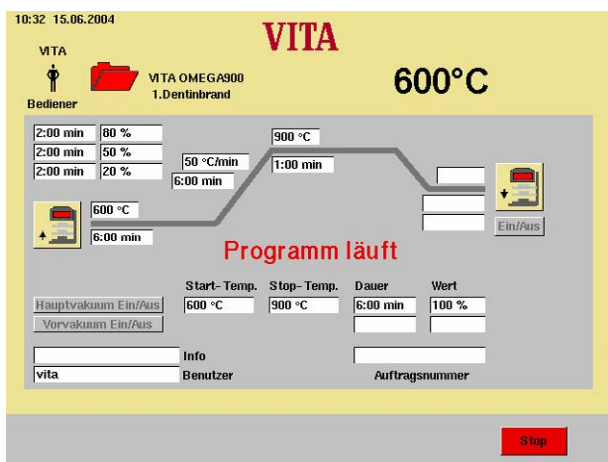 10:32 15.06.2004
VITA
VITA
Bediener
VITA OMEGA900
1.Dentinbrand
600°C
2:00 min 80 %
2:00 min 50 %
2:00 min 20 %
50 °C/min
6:00 min
900 °C
1:00 min
600 °C
6:00 min
Ein/Aus
Programm läuft
Start-Temp. Stop-Temp. Dauer Wert
Hauptvakuum Ein/Aus 600 °C 900 °C 6:00 min 100 %
Vorvakuum Ein/Aus
Info
vita Benutzer Auftragsnummer
Stop